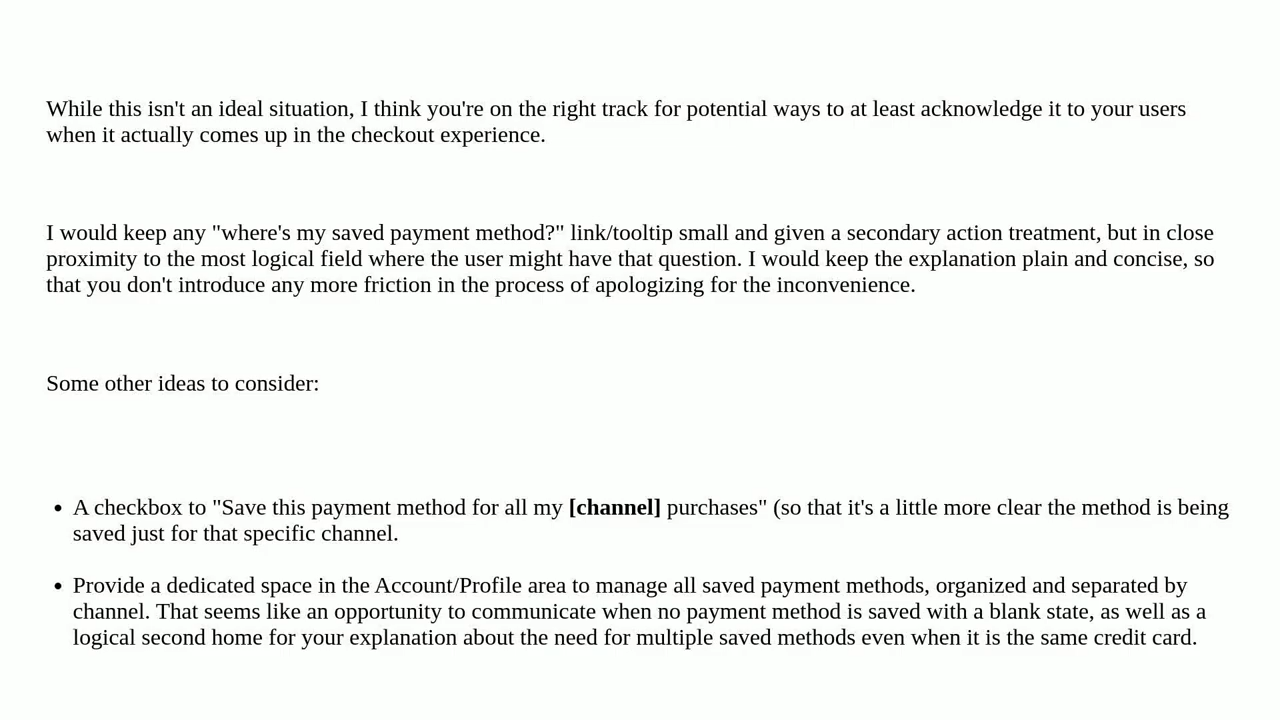 While this isn't an ideal situation, I think you're on the right track for potential ways to at least acknowledge it to your users
when it actually comes up in the checkout experience.
I would keep any "where's my saved payment method?" link/tooltip small and given a secondary action treatment, but in close
proximity to the most logical field where the user might have that question. I would keep the explanation plain and concise, so
that you don't introduce any more friction in the process of apologizing for the inconvenience.
Some other ideas to consider:
• A checkbox to "Save this payment method for all my [channel] purchases" (so that it's a little more clear the method is being
saved just for that specific channel.
• Provide a dedicated space in the Account/Profile area to manage all saved payment methods, organized and separated by
channel. That seems like an opportunity to communicate when no payment method is saved with a blank state, as well as a
logical second home for your explanation about the need for multiple saved methods even when it is the same credit card.